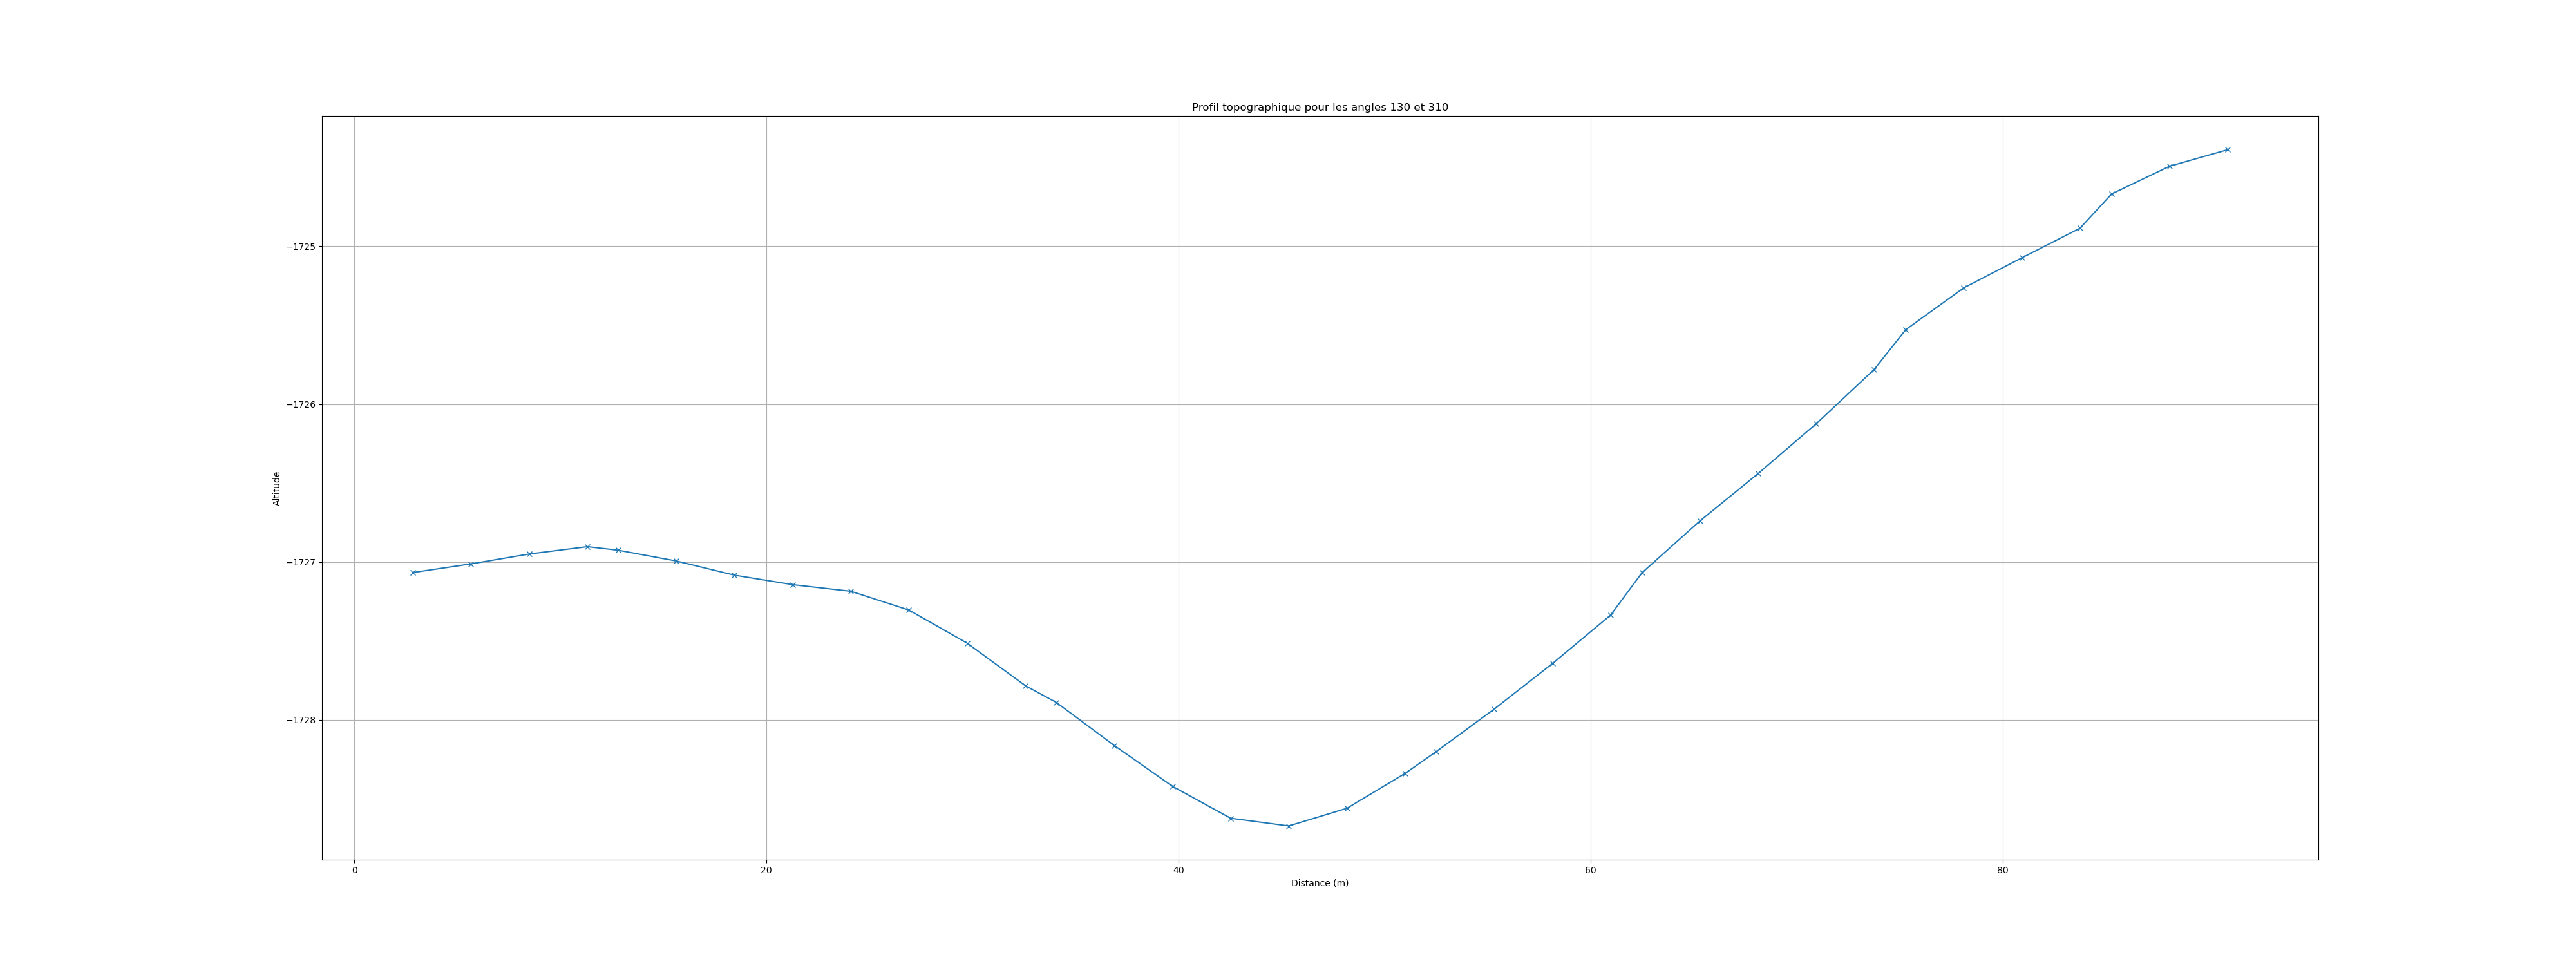 Profil topographique pour les angles 130 et 310
−1725
−1726
−1727
−1728
Altitude
0 20 40 60 80
Distance (m)